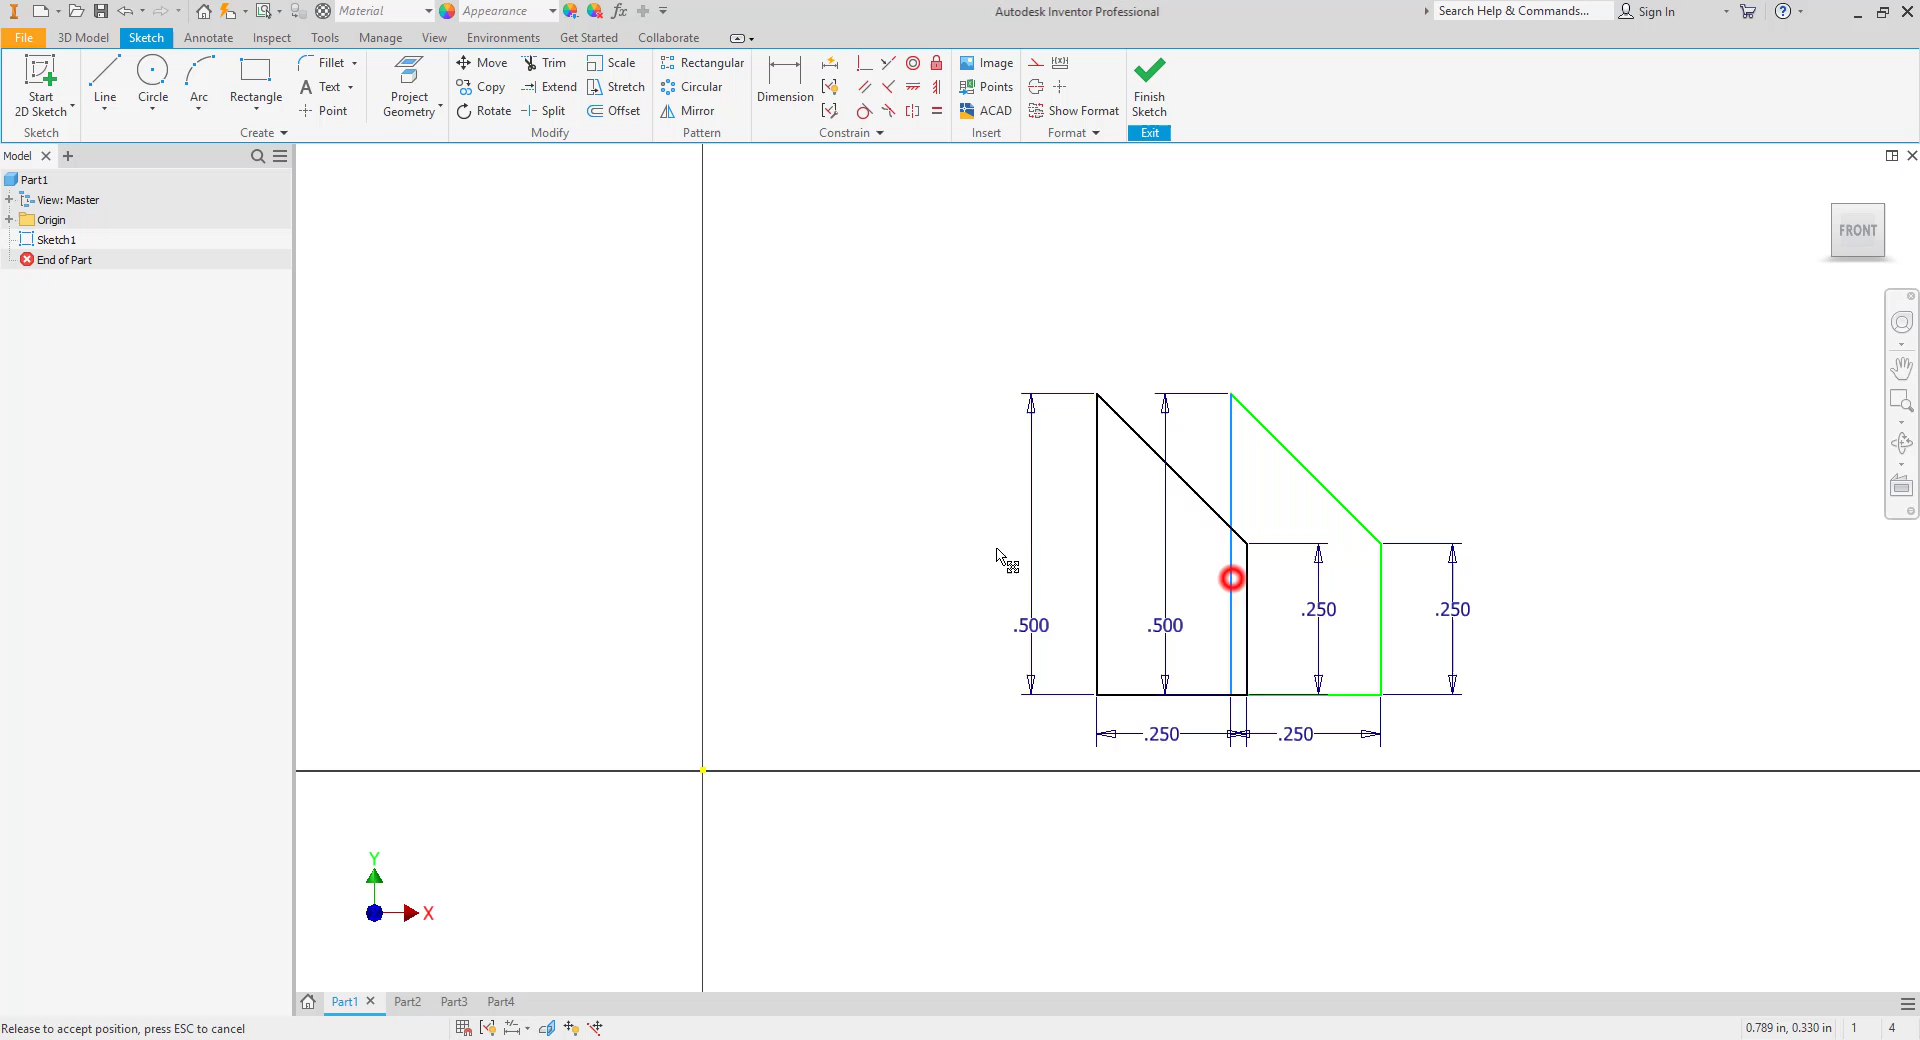 Material
Appearance
fx
Autodesk Inventor Professional
Search Help & Commands...
Sign In
File
3D Model
Sketch
Annotate
Inspect
Tools
Manage
View
Environments
Get Started
Collaborate
Start
2D Sketch
Line
Circle
Arc
Rectangle
Fillet
Text
Point
Project
Geometry
Move
Copy
Rotate
Trim
Extend
Split
Scale
Stretch
Offset
Rectangular
Circular
Mirror
Dimension
Image
Points
ACAD
Show Format
Finish
Sketch
Sketch
Create
Modify
Pattern
Constrain
Insert
Format
Exit
Model
Part1
View: Master
Origin
Sketch1
End of Part
FRONT
.500
.500
.250
.250
.250
.250
Y
X
Part1
Part2
Part3
Part4
Release to accept position, press ESC to cancel
0.789 in, 0.330 in
1
4